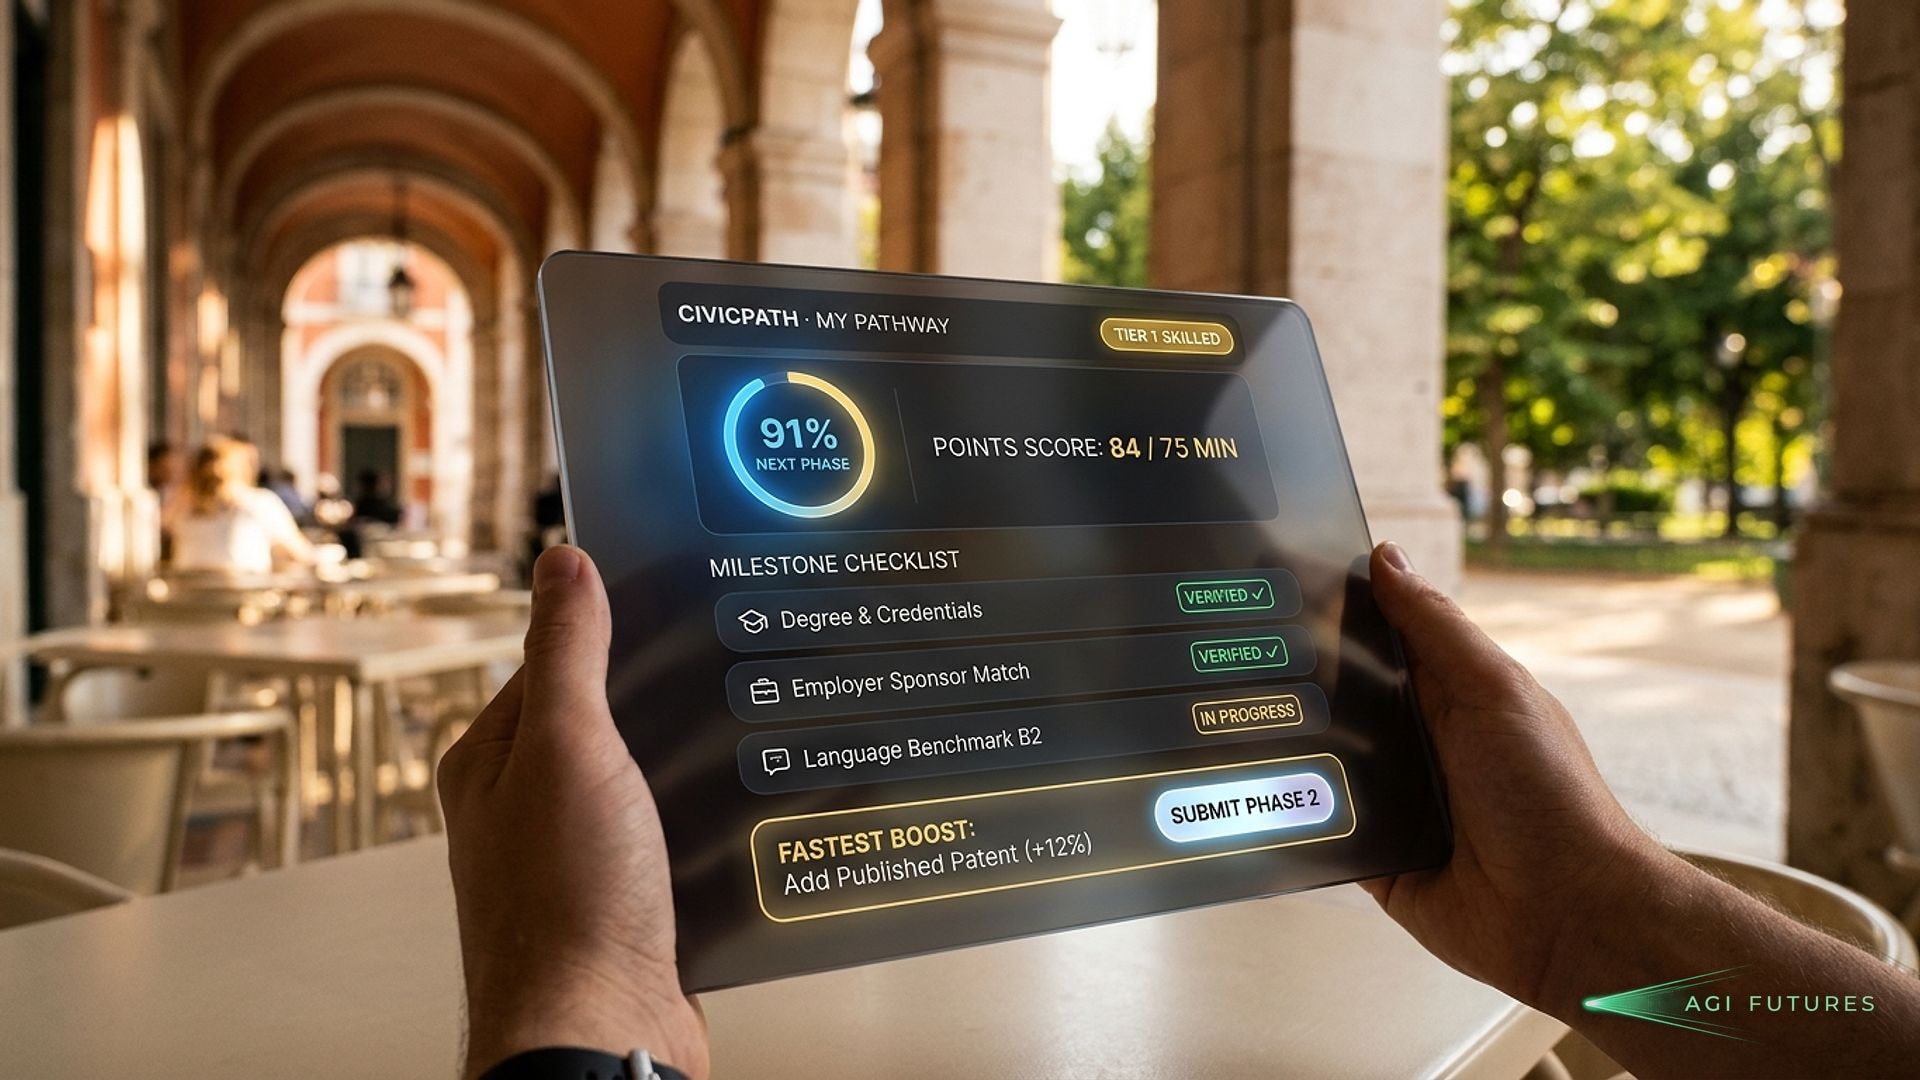 CIVICPATH · MY PATHWAY
TIER 1 SKILLED
91%
NEXT PHASE
POINTS SCORE: 84 | 75 MIN
MILESTONE CHECKLIST
Degree & Credentials
VERIFIED ✓
Employer Sponsor Match
VERIFIED ✓
Language Benchmark B2
IN PROGRESS
FASTEST BOOST:
Add Published Patent (+12%)
SUBMIT PHASE 2
AGI FUTURES